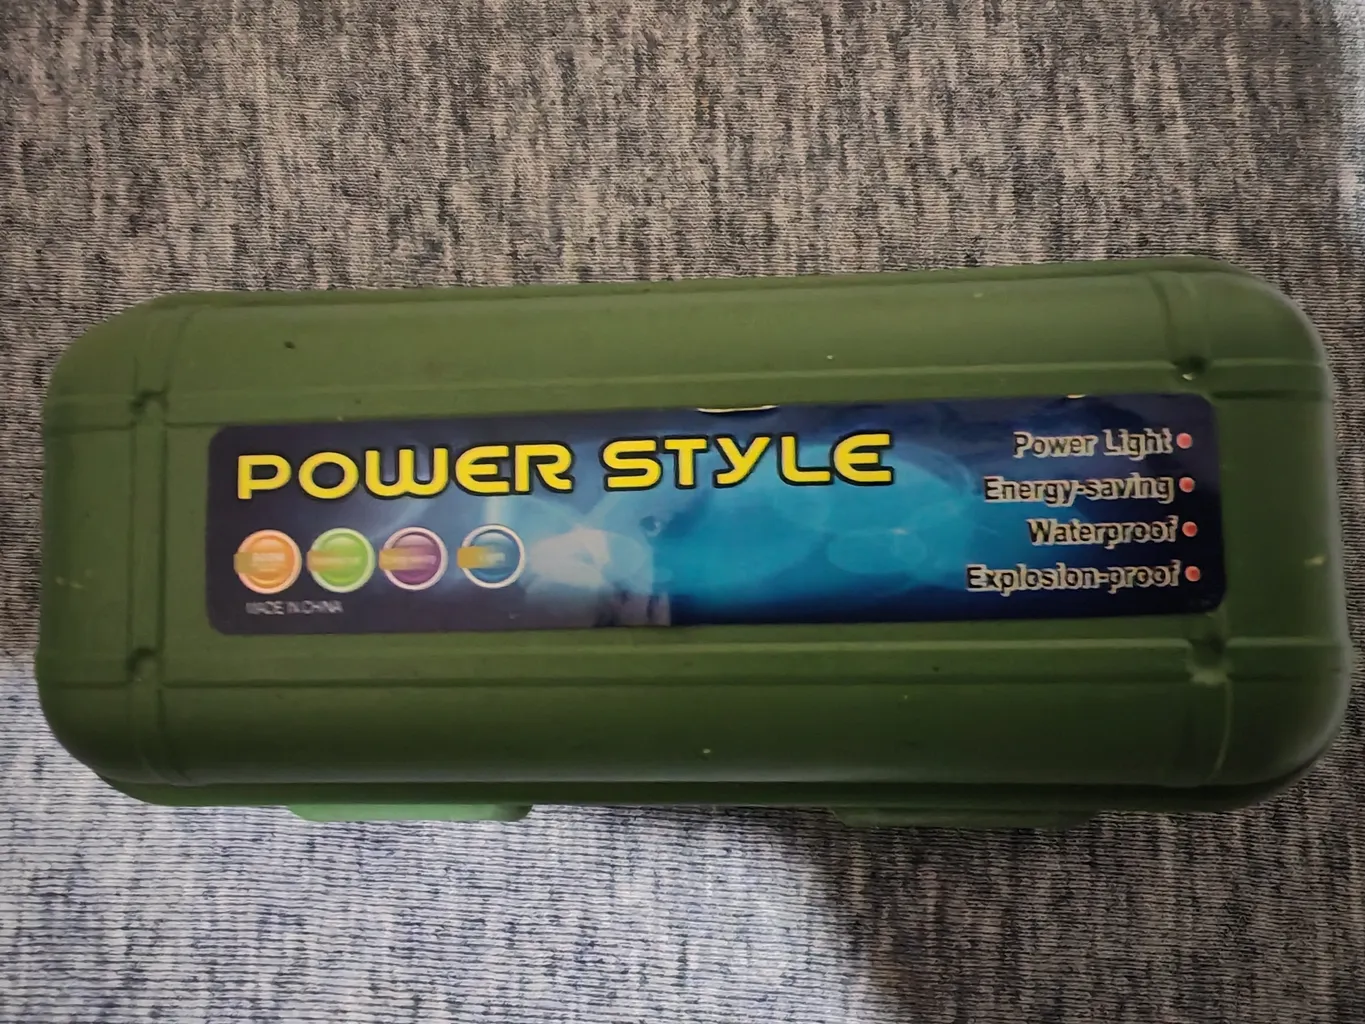 POWER STYLE
MADE IN CHINA
Power Light
Energy-saving
Waterproof
Explosion-proof